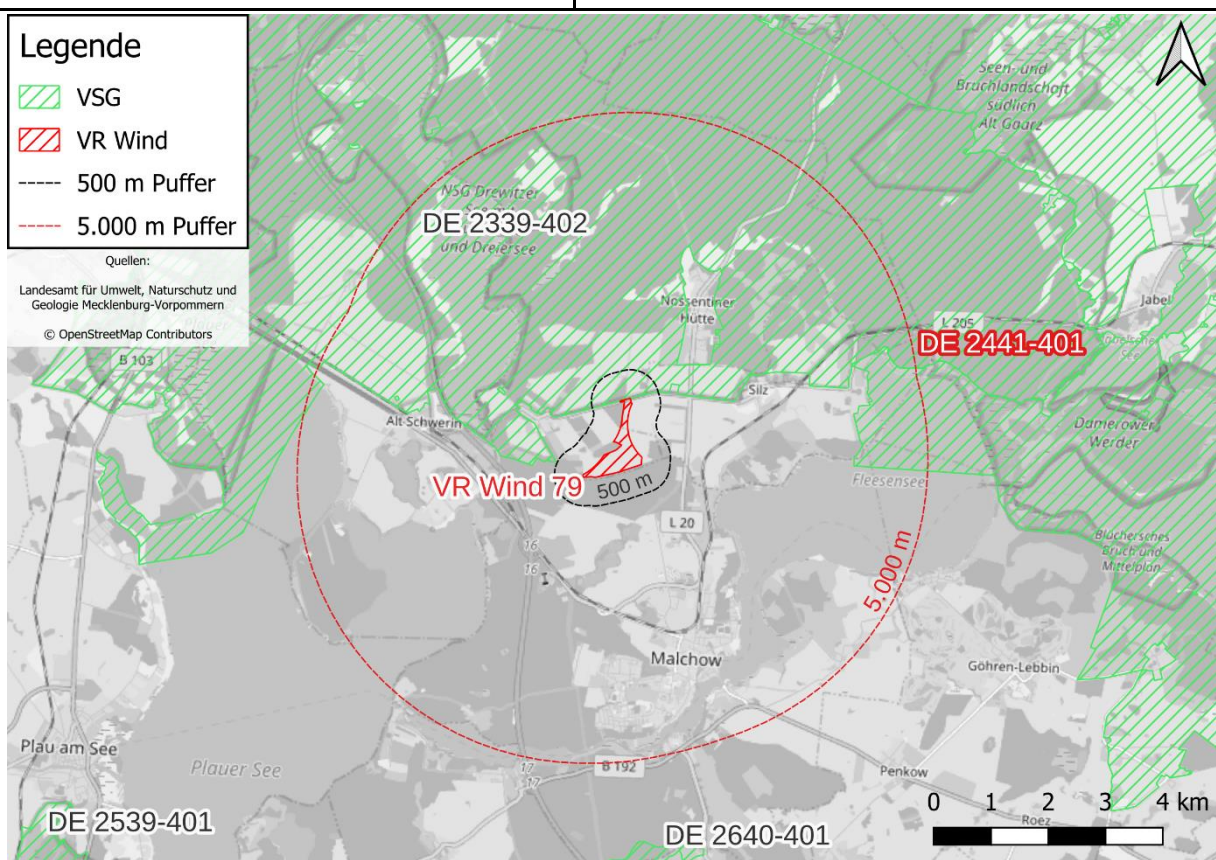 Legende
VSG
VR Wind
500 m Puffer
5.000 m Puffer
Quellen:
Landesamt für Umwelt, Naturschutz und
Geologie Mecklenburg-Vorpommern
© OpenStreetMap Contributors
Seen- und
Bruchlandschaft
südlich
Alt Gaarz
NSG Drewitzer
See mit
DE 2339-402
und Dreiersee
Nossentiner
Hütte
Jabel
L 205
DE 2441-401
B 103
Silz
Alt Schwerin
Damerower
Werder
VR Wind 79
500 m
Fleesensee
L 20
16
16
Blüchersches
Bruch und
Mittelplan
5.000 m
Malchow
Göhren-Lebbin
Plau am See
Plauer See
17
17
B 192
Penkow
0 1 2 3 4 km
Roez
DE 2539-401
DE 2640-401